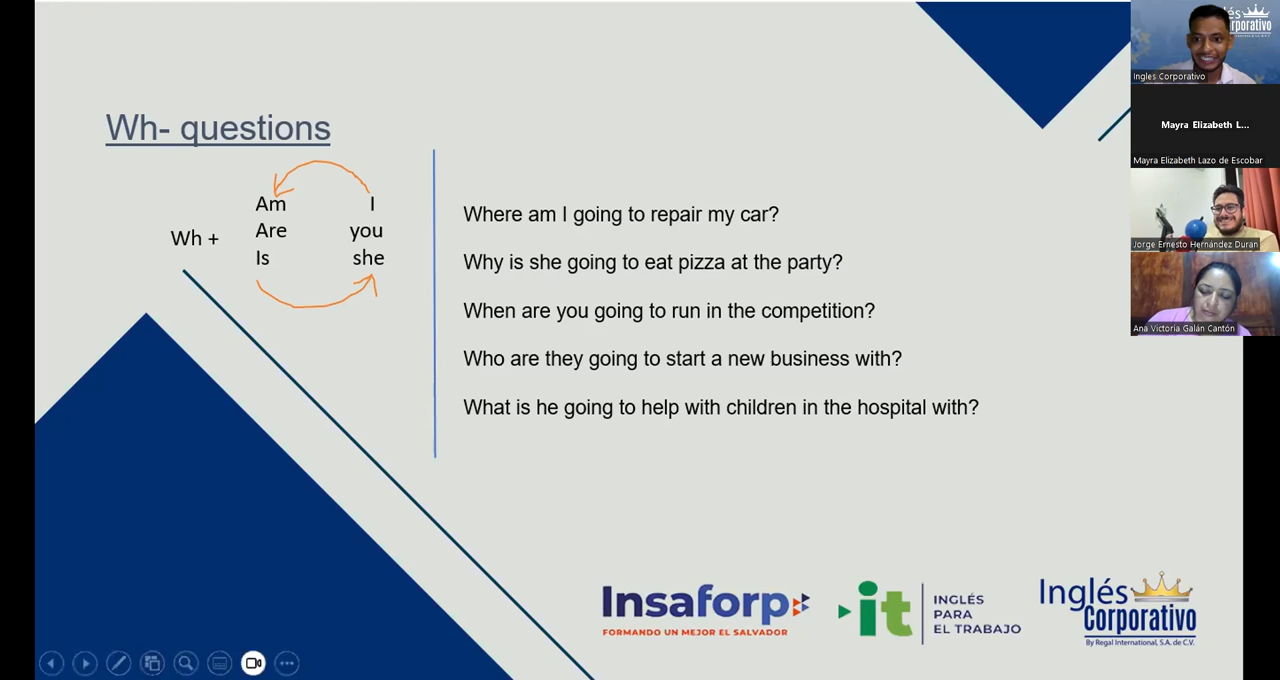 Wh- questions
Am I
Are you
Wh +
Is she
Where am I going to repair my car?
Why is she going to eat pizza at the party?
When are you going to run in the competition?
Who are they going to start a new business with?
What is he going to help with children in the hospital with?
Insaforp
FORMANDO UN MEJOR EL SALVADOR
it
INGLÉS
PARA
EL TRABAJO
Inglés
Corporativo
By Regal International, S.A. de C.V.
és
rporativo
Ingles Corporativo
Mayra Elizabeth L...
Mayra Elizabeth Lazo de Escobar
Jorge Ernesto Hernández Duran
Ana Victoria Galán Cantón